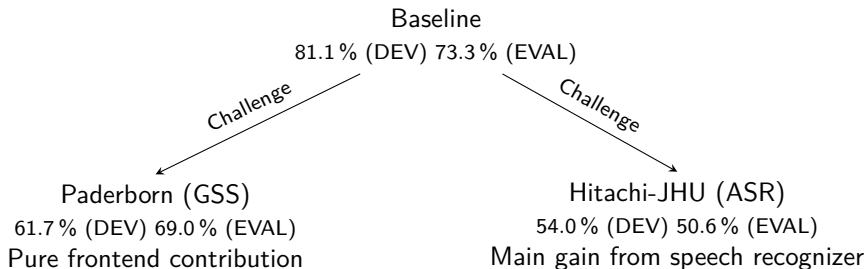 Baseline
81.1 % (DEV) 73.3 % (EVAL)
Challenge
Challenge
Paderborn (GSS)
61.7 % (DEV) 69.0 % (EVAL)
Pure frontend contribution
Hitachi-JHU (ASR)
54.0 % (DEV) 50.6 % (EVAL)
Main gain from speech recognizer